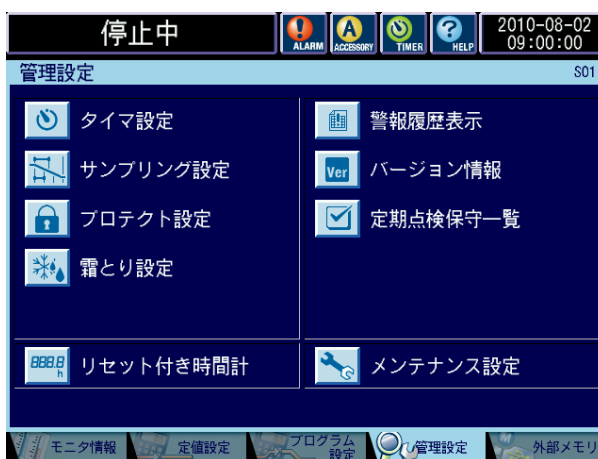 停止中
ALARM
ACCESSORY
TIMER
HELP
2010-08-02
09:00:00
管理設定
S01
タイマ設定
サンプリング設定
プロテクト設定
霜とり設定
888.8
h
リセット付き時間計
警報履歴表示
Ver
バージョン情報
定期点検保守一覧
メンテナンス設定
モニタ情報
定値設定
プログラム
設定
管理設定
外部メモリ